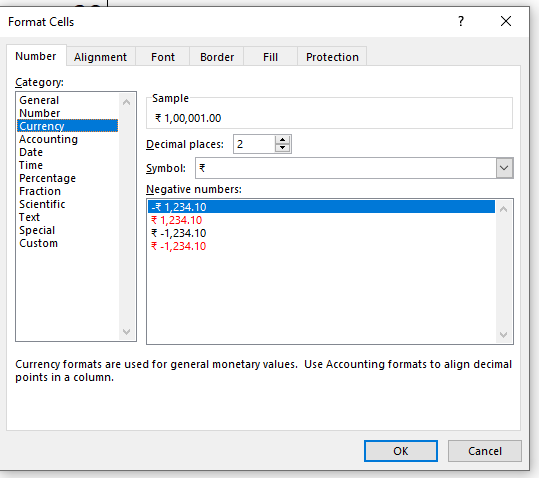 Format Cells
?
Number
Alignment
Font
Border
Fill
Protection
Category:
General
Number
Currency
Accounting
Date
Time
Percentage
Fraction
Scientific
Text
Special
Custom
Sample
₹ 1,00,001.00
Decimal places: 2
Symbol: ₹
Negative numbers:
-₹ 1,234.10
₹ 1,234.10
₹ -1,234.10
₹ -1,234.10
Currency formats are used for general monetary values.  Use Accounting formats to align decimal
points in a column.
OK
Cancel